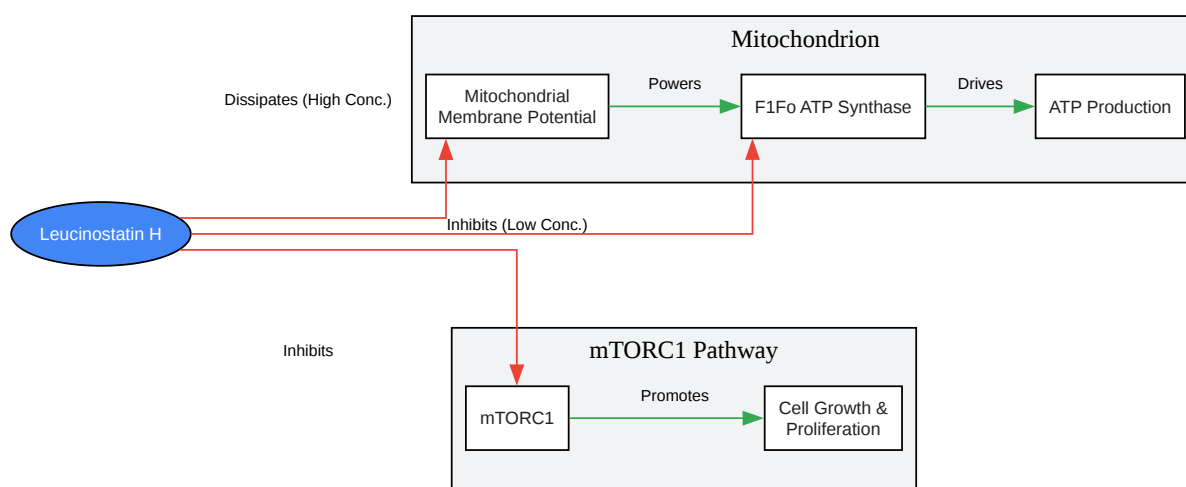 Mitochondrion
Dissipates (High Conc.)
Mitochondrial
Membrane Potential
Powers
F1Fo ATP Synthase
Drives
ATP Production
Leucinostatin H
Inhibits (Low Conc.)
Inhibits
mTORC1 Pathway
mTORC1
Promotes
Cell Growth &
Proliferation